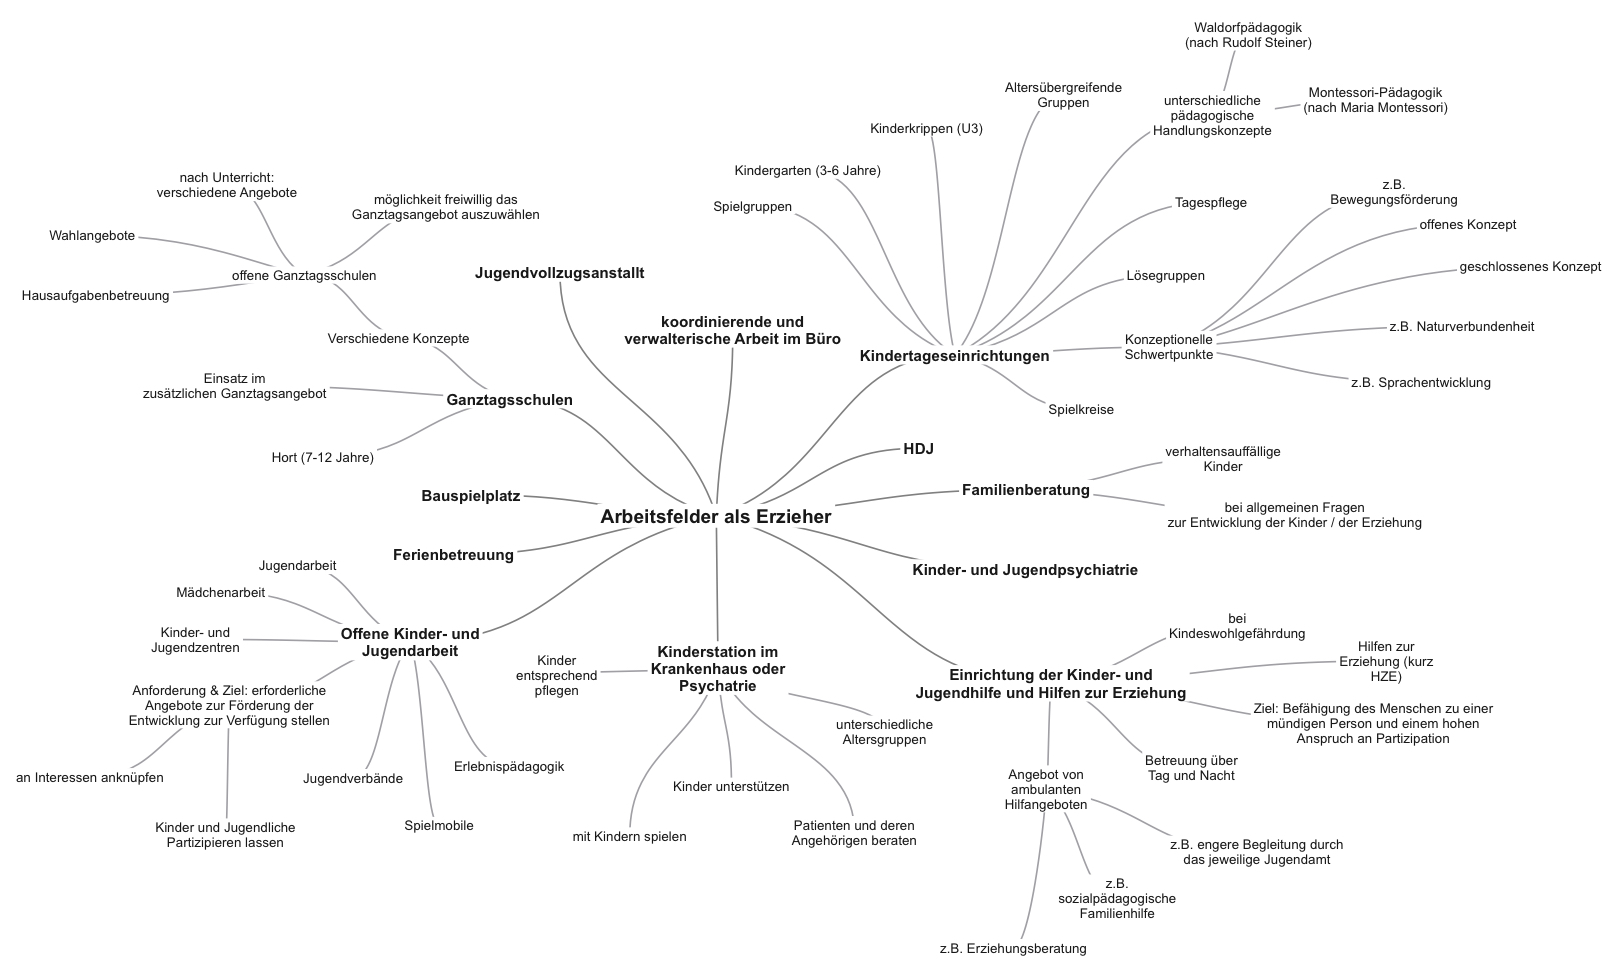 Waldorfpädagogik
(nach Rudolf Steiner)
Altersübergreifende
Gruppen
unterschiedliche
pädagogische
Handlungskonzepte
Montessori-Pädagogik
(nach Maria Montessori)
Kinderkrippen (U3)
Kindergarten (3-6 Jahre)
Spielgruppen
Tagespflege
z.B.
Bewegungsförderung
offenes Konzept
Lösegruppen
geschlossenes Konzept
Konzeptionelle
Schwertpunkte
z.B. Naturverbundenheit
z.B. Sprachentwicklung
Kindertageseinrichtungen
Spielkreise
nach Unterricht:
verschiedene Angebote
möglichkeit freiwillig das
Ganztagsangebot auszuwählen
Wahlangebote
offene Ganztagsschulen
Hausaufgabenbetreuung
Jugendvollzugsanstallt
koordinierende und
verwalterische Arbeit im Büro
Verschiedene Konzepte
Einsatz im
zusätzlichen Ganztagsangebot
Ganztagsschulen
Hort (7-12 Jahre)
HDJ
verhaltensauffällige
Kinder
Familienberatung
bei allgemeinen Fragen
zur Entwicklung der Kinder / der Erziehung
Bauspielplatz
Arbeitsfelder als Erzieher
Ferienbetreuung
Kinder- und Jugendpsychiatrie
Jugendarbeit
Mädchenarbeit
Kinder- und
Jugendzentren
Offene Kinder- und
Jugendarbeit
Anforderung & Ziel: erforderliche
Angebote zur Förderung der
Entwicklung zur Verfügung stellen
an Interessen anknüpfen
Kinder und Jugendliche
Partizipieren lassen
Jugendverbände
Spielmobile
Erlebnispädagogik
Kinder
entsprechend
pflegen
Kinderstation im
Krankenhaus oder
Psychatrie
unterschiedliche
Altersgruppen
Kinder unterstützen
mit Kindern spielen
Patienten und deren
Angehörigen beraten
bei
Kindeswohlgefährdung
Hilfen zur
Erziehung (kurz
HZE)
Einrichtung der Kinder- und
Jugendhilfe und Hilfen zur Erziehung
Ziel: Befähigung des Menschen zu einer
mündigen Person und einem hohen
Anspruch an Partizipation
Betreuung über
Tag und Nacht
Angebot von
ambulanten
Hilfangeboten
z.B. engere Begleitung durch
das jeweilige Jugendamt
z.B.
sozialpädagogische
Familienhilfe
z.B. Erziehungsberatung